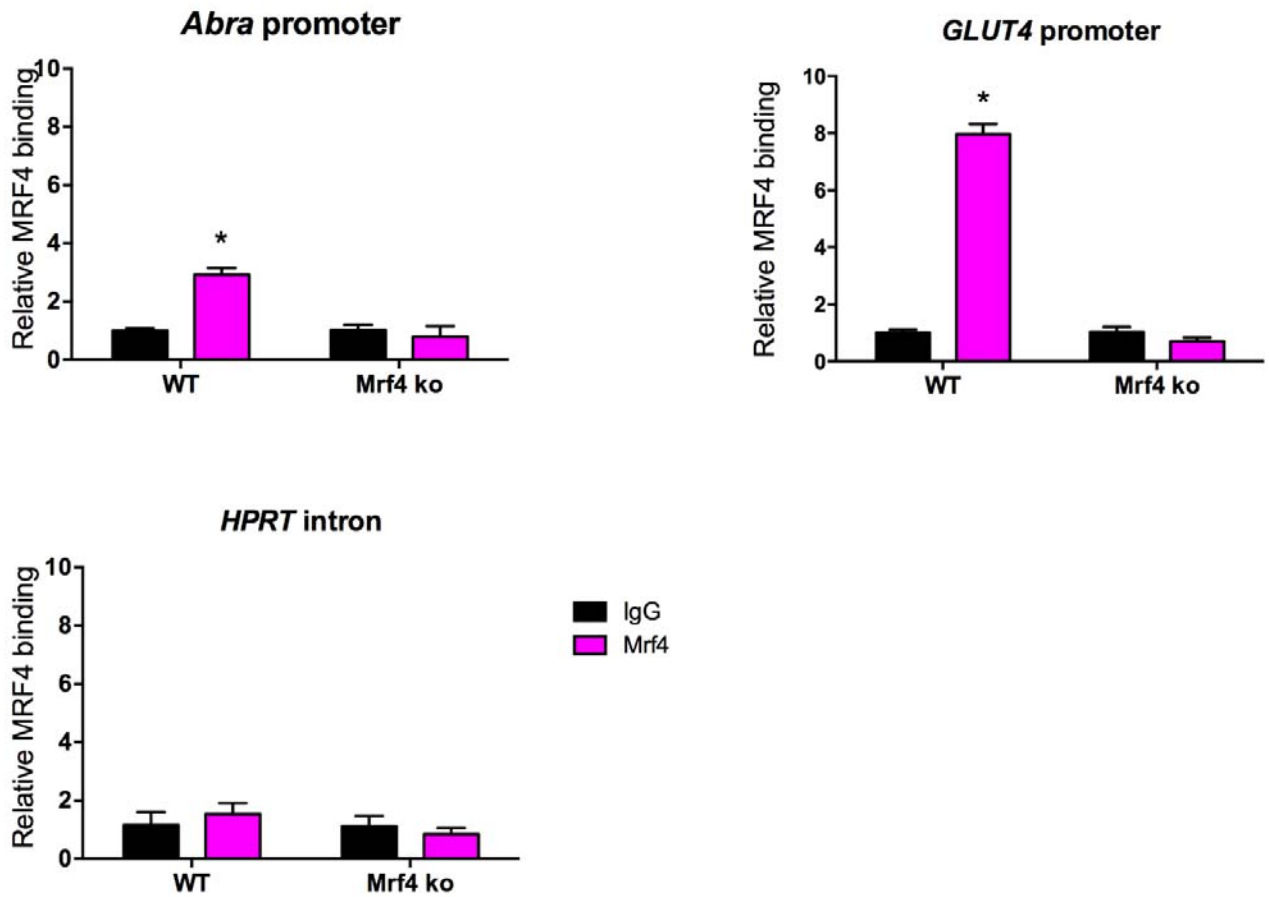 Abra promoter
Relative MRF4 binding
10
8
6
4
2
0
*
WT
Mrf4 ko
GLUT4 promoter
Relative MRF4 binding
10
8
6
4
2
0
*
WT
Mrf4 ko
HPRT intron
Relative MRF4 binding
10
8
6
4
2
0
WT
Mrf4 ko
IgG
Mrf4